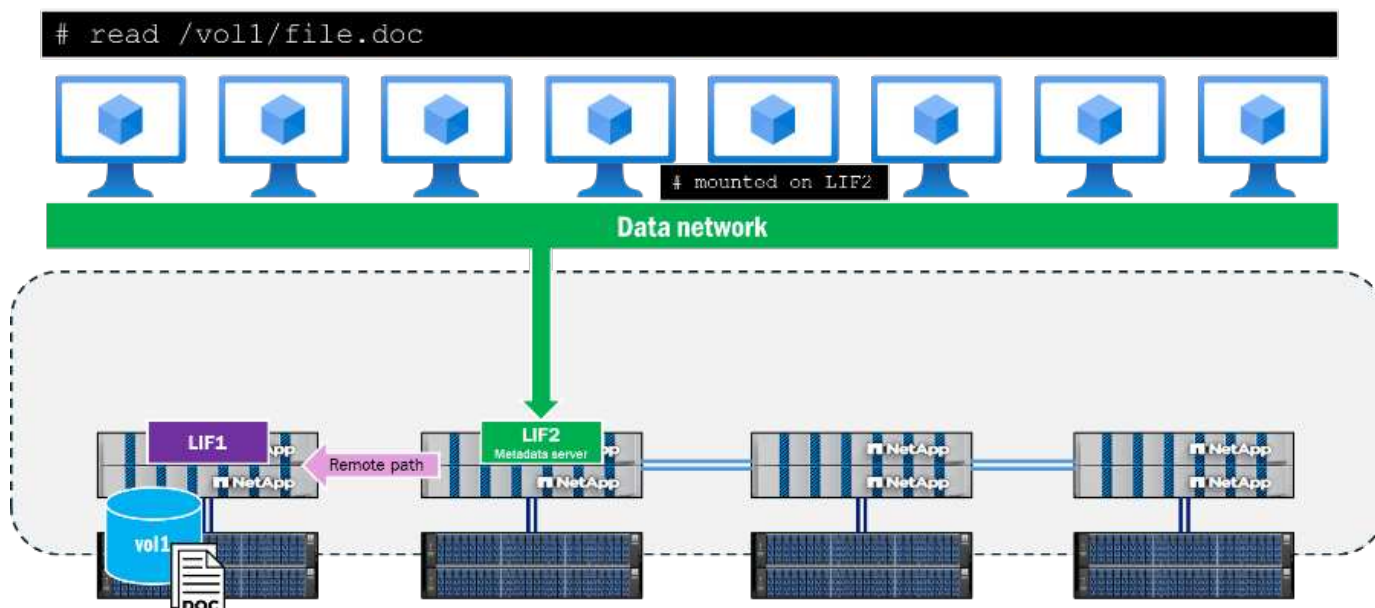 # read /vol1/file.doc
# mounted on LIF2
Data network
LIF1
LIF2
Metadata server
Remote path
NetApp
NetApp
NetApp
NetApp
NetApp
NetApp
NetApp
vol1
DOC